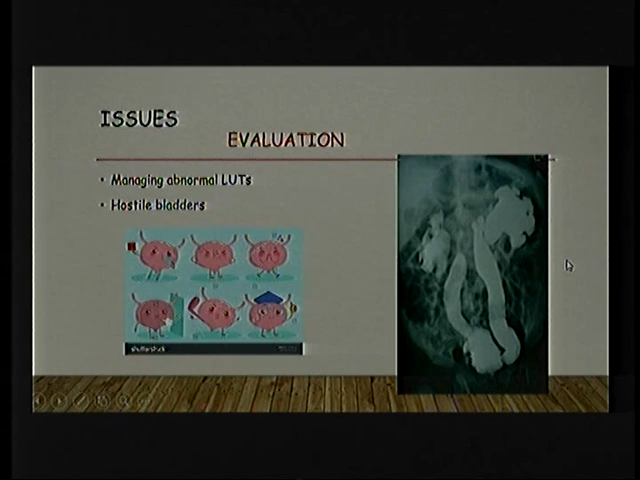 ISSUES
EVALUATION
• Managing abnormal LUTs
• Hostile bladders
shutterstock